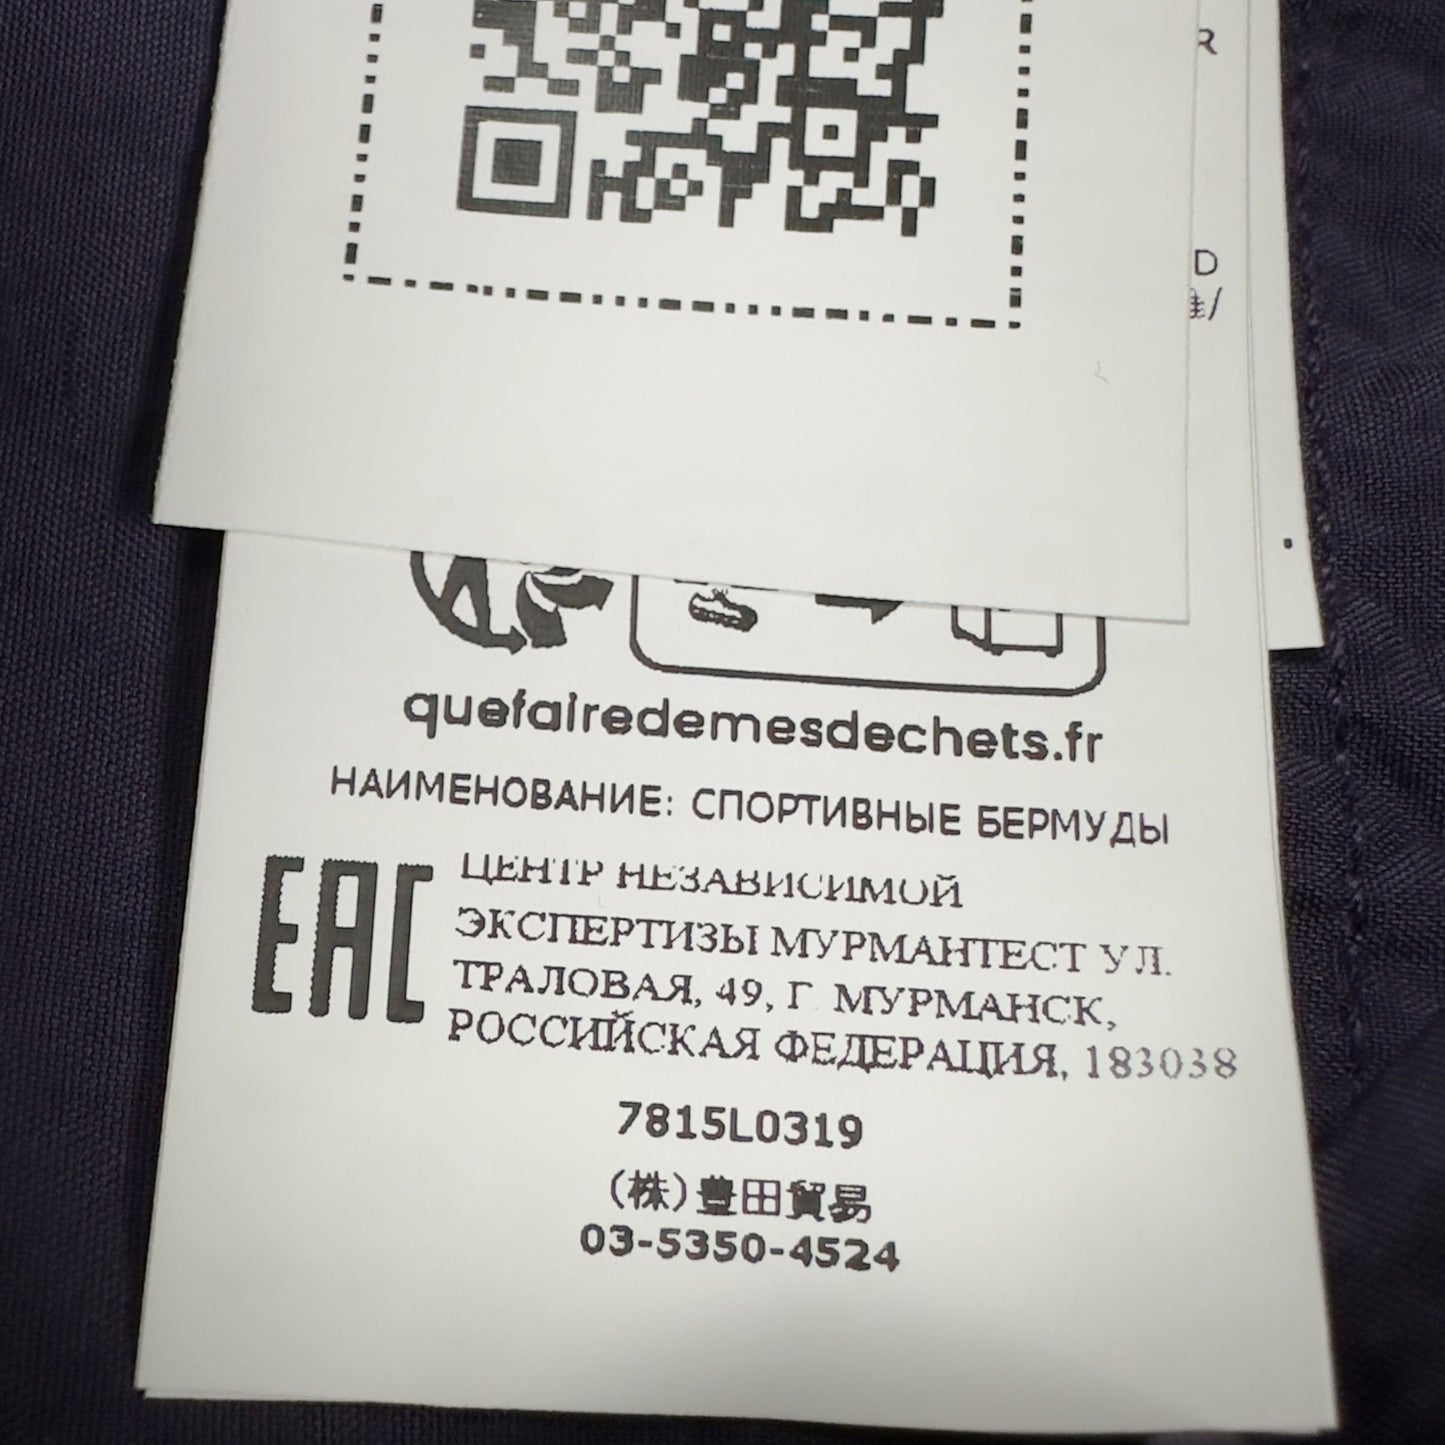 R
D
quefairedemesdechets.fr
НАИМЕНОВАНИЕ: СПОРТИВНЫЕ БЕРМУДЫ
EAC
ЦЕНТР НЕЗАВИСИМОЙ
ЭКСПЕРТИЗЫ МУРМАНТЕСТ УЛ.
ТРАЛОВАЯ, 49, Г. МУРМАНСК,
РОССИЙСКАЯ ФЕДЕРАЦИЯ, 183038
7815L0319
(株)豊田貿易
03-5350-4524